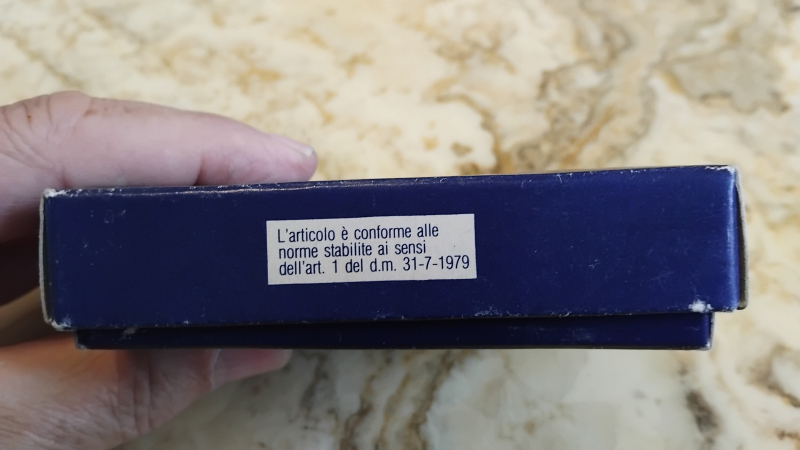 L'articolo è conforme alle
norme stabilite ai sensi
dell'art. 1 del d.m. 31-7-1979